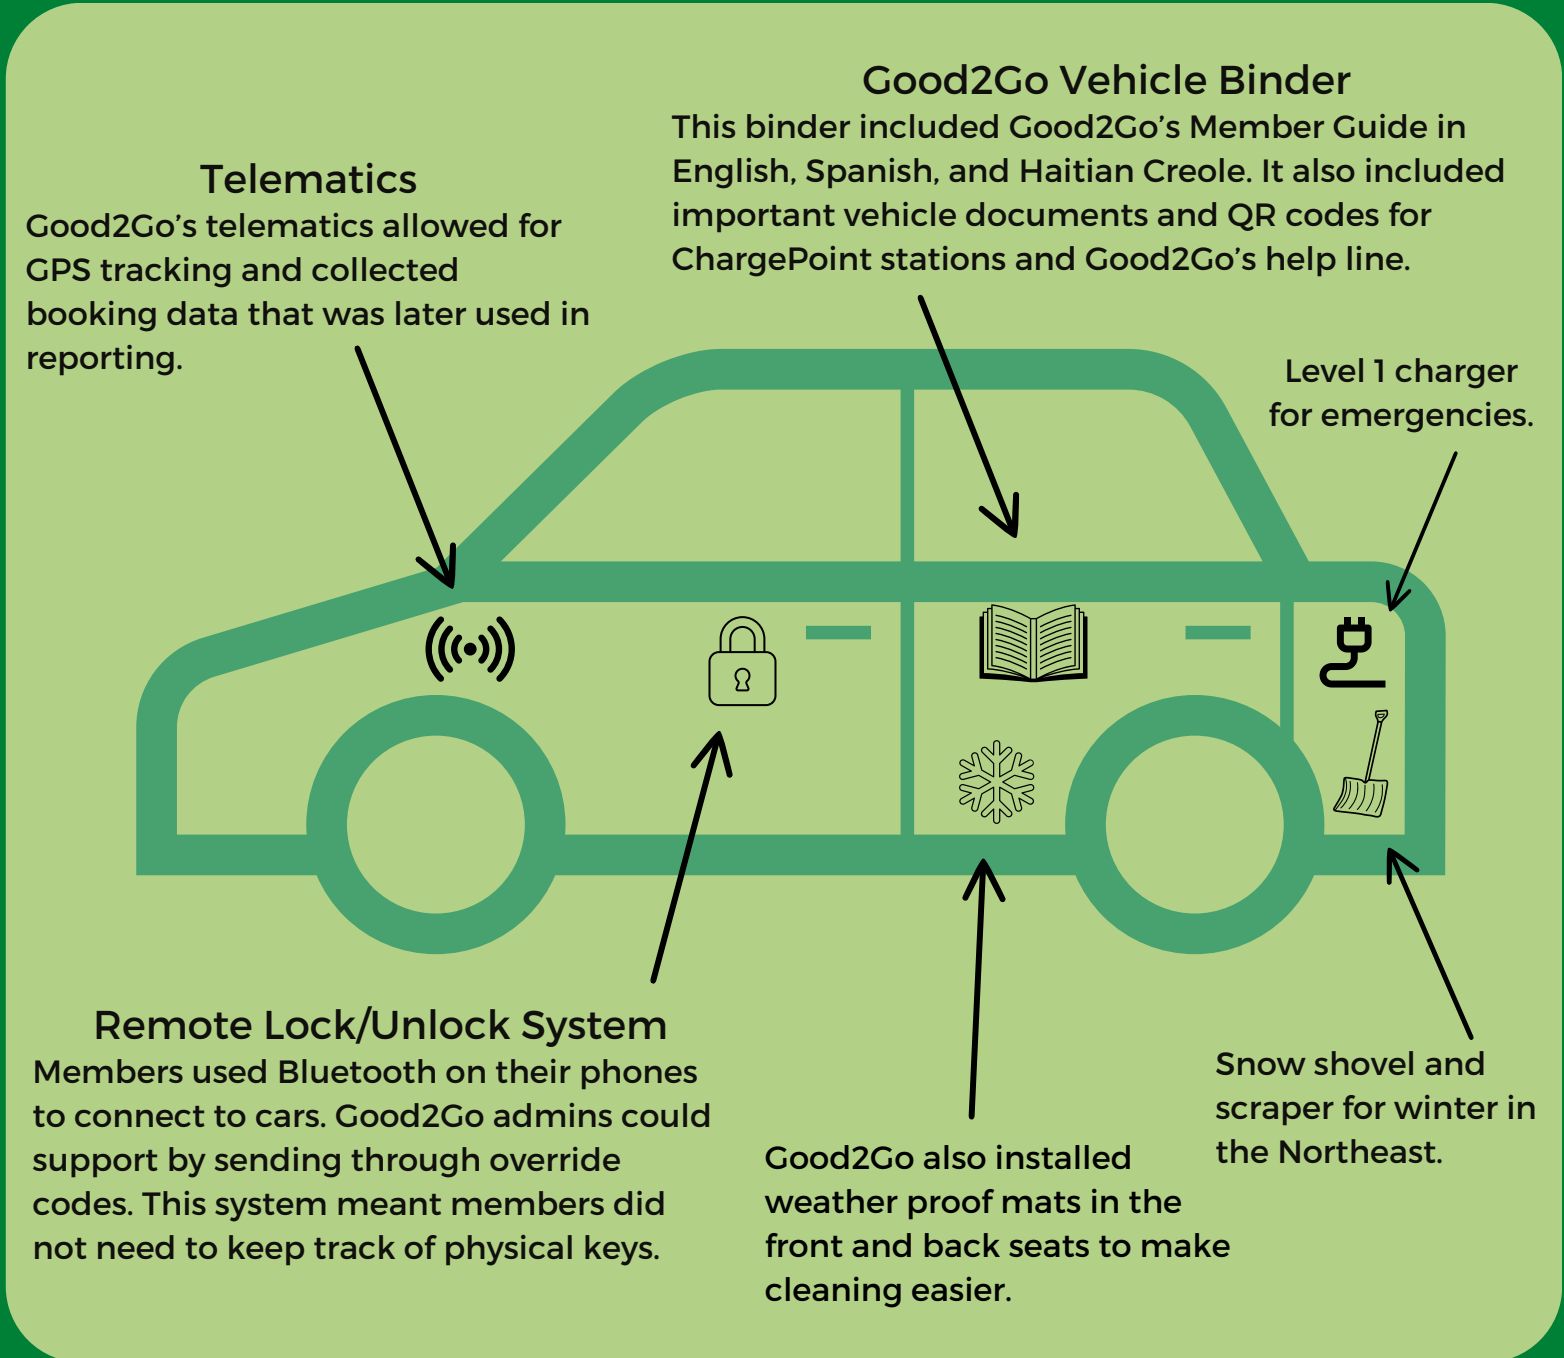 Good2Go Vehicle Binder
This binder included Good2Go’s Member Guide in
English, Spanish, and Haitian Creole. It also included
important vehicle documents and QR codes for
ChargePoint stations and Good2Go’s help line.
Telematics
Good2Go’s telematics allowed for
GPS tracking and collected
booking data that was later used in
reporting.
Level 1 charger
for emergencies.
Remote Lock/Unlock System
Members used Bluetooth on their phones
to connect to cars. Good2Go admins could
support by sending through override
codes. This system meant members did
not need to keep track of physical keys.
Good2Go also installed
weather proof mats in the
front and back seats to make
cleaning easier.
Snow shovel and
scraper for winter in
the Northeast.